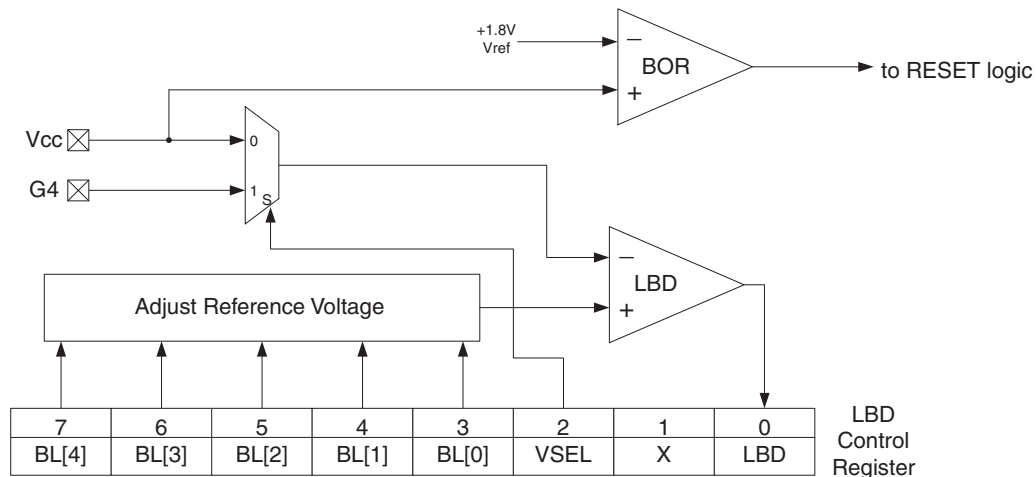 +1.8V
Vref
−
BOR
+
to RESET logic
Vcc
0
G4
1
S
−
LBD
+
Adjust Reference Voltage
7 6 5 4 3 2 1 0
BL[4] BL[3] BL[2] BL[1] BL[0] VSEL X LBD
LBD
Control
Register